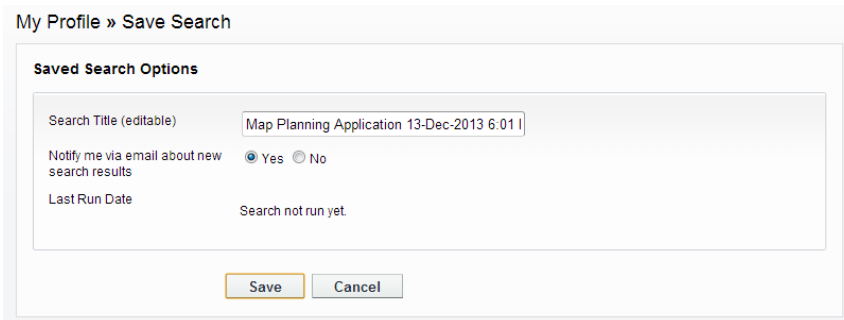 My Profile » Save Search
Saved Search Options
Search Title (editable)
Map Planning Application 13-Dec-2013 6:01
Notify me via email about new
search results
Yes No
Last Run Date
Search not run yet.
Save Cancel